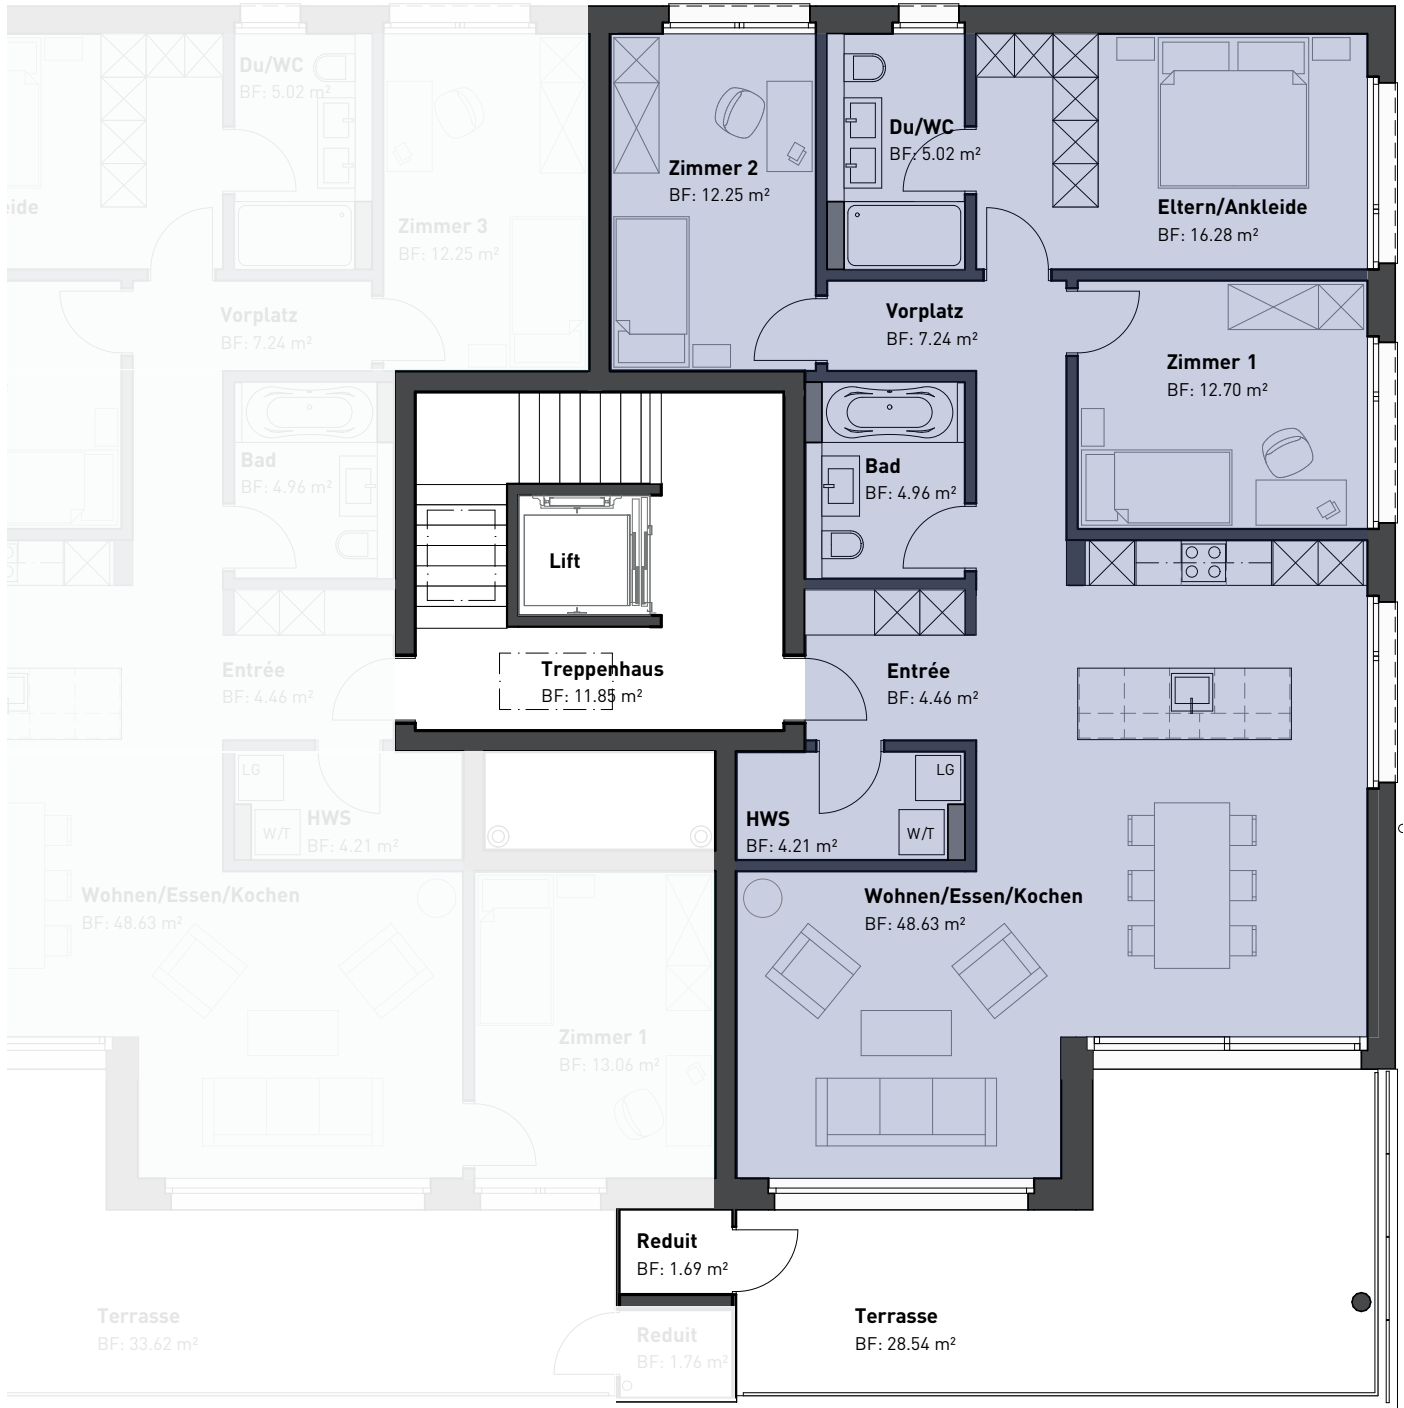 Du/WC
BF: 5.02 m²
eide
Zimmer 3
BF: 12.25 m²
Vorplatz
BF: 7.24 m²
Bad
BF: 4.96 m²
Entrée
BF: 4.46 m²
LG
W/T
HWS
BF: 4.21 m²
Wohnen/Essen/Kochen
BF: 48.63 m²
Zimmer 1
BF: 13.06 m²
Terrasse
BF: 33.62 m²
Reduit
BF: 1.76 m²
Zimmer 2
BF: 12.25 m²
Du/WC
BF: 5.02 m²
Eltern/Ankleide
BF: 16.28 m²
Vorplatz
BF: 7.24 m²
Zimmer 1
BF: 12.70 m²
Bad
BF: 4.96 m²
Lift
Treppenhaus
BF: 11.85 m²
Entrée
BF: 4.46 m²
LG
W/T
HWS
BF: 4.21 m²
Wohnen/Essen/Kochen
BF: 48.63 m²
Reduit
BF: 1.69 m²
Terrasse
BF: 28.54 m²